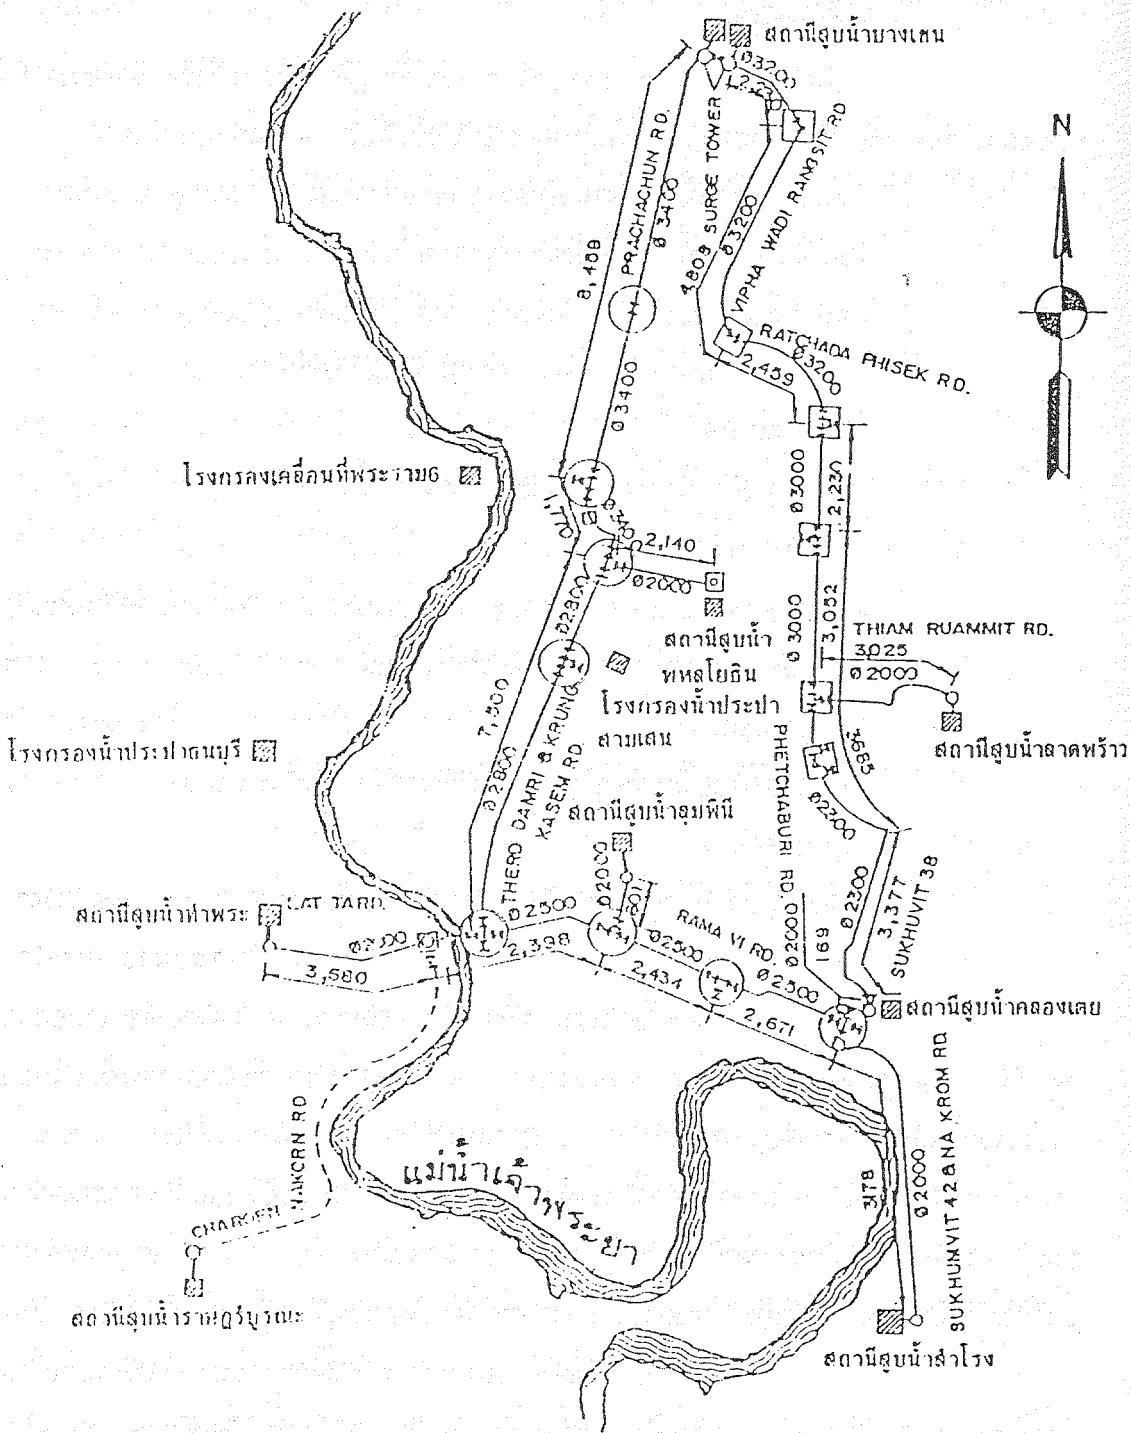 สถานีสูบน้ำบางเขน
Ø3200
N
PRACHACHUN RD.
Ø 3400
8,459
4,809 SURGE TOWER
Ø3200
VIPHA WADI RANGSIT RD
RATCHADA PHISEK RD.
Ø3200
2,459
Ø3400
โรงกรองเคลื่อนที่พระราม6
Ø3000
2,230
2,140
Ø2000
Ø2800
สถานีสูบน้ำ
พหลโยธิน
Ø3000
3,052
THIAM RUAMMIT RD.
3,025
Ø2000
สถานีสูบน้ำลาดพร้าว
โรงกรองน้ำประปา
สามเสน
7,500
Ø2800
โรงกรองน้ำประปาธนบุรี
THERD DAMRI & KRUNG
KASEM RD.
สถานีสูบน้ำลุมพินี
PHETCHABURI RD.
3685
Ø2300
Ø2300
3,377
SUKHUVIT 38
สถานีสูบน้ำท่าพระ
3,580
Ø2500
2,398
Ø2000
RAMA VI RD.
Ø2500
2,434
Ø2500
2,671
Ø2000
169
สถานีสูบน้ำคลองเตย
CHAROEN NAKORN RD
แม่น้ำเจ้าพระยา
3178
Ø2000
SUKHUMVIT 42 & NA KROM RD
สถานีสูบน้ำราษฎร์บูรณะ
สถานีสูบน้ำสำโรง